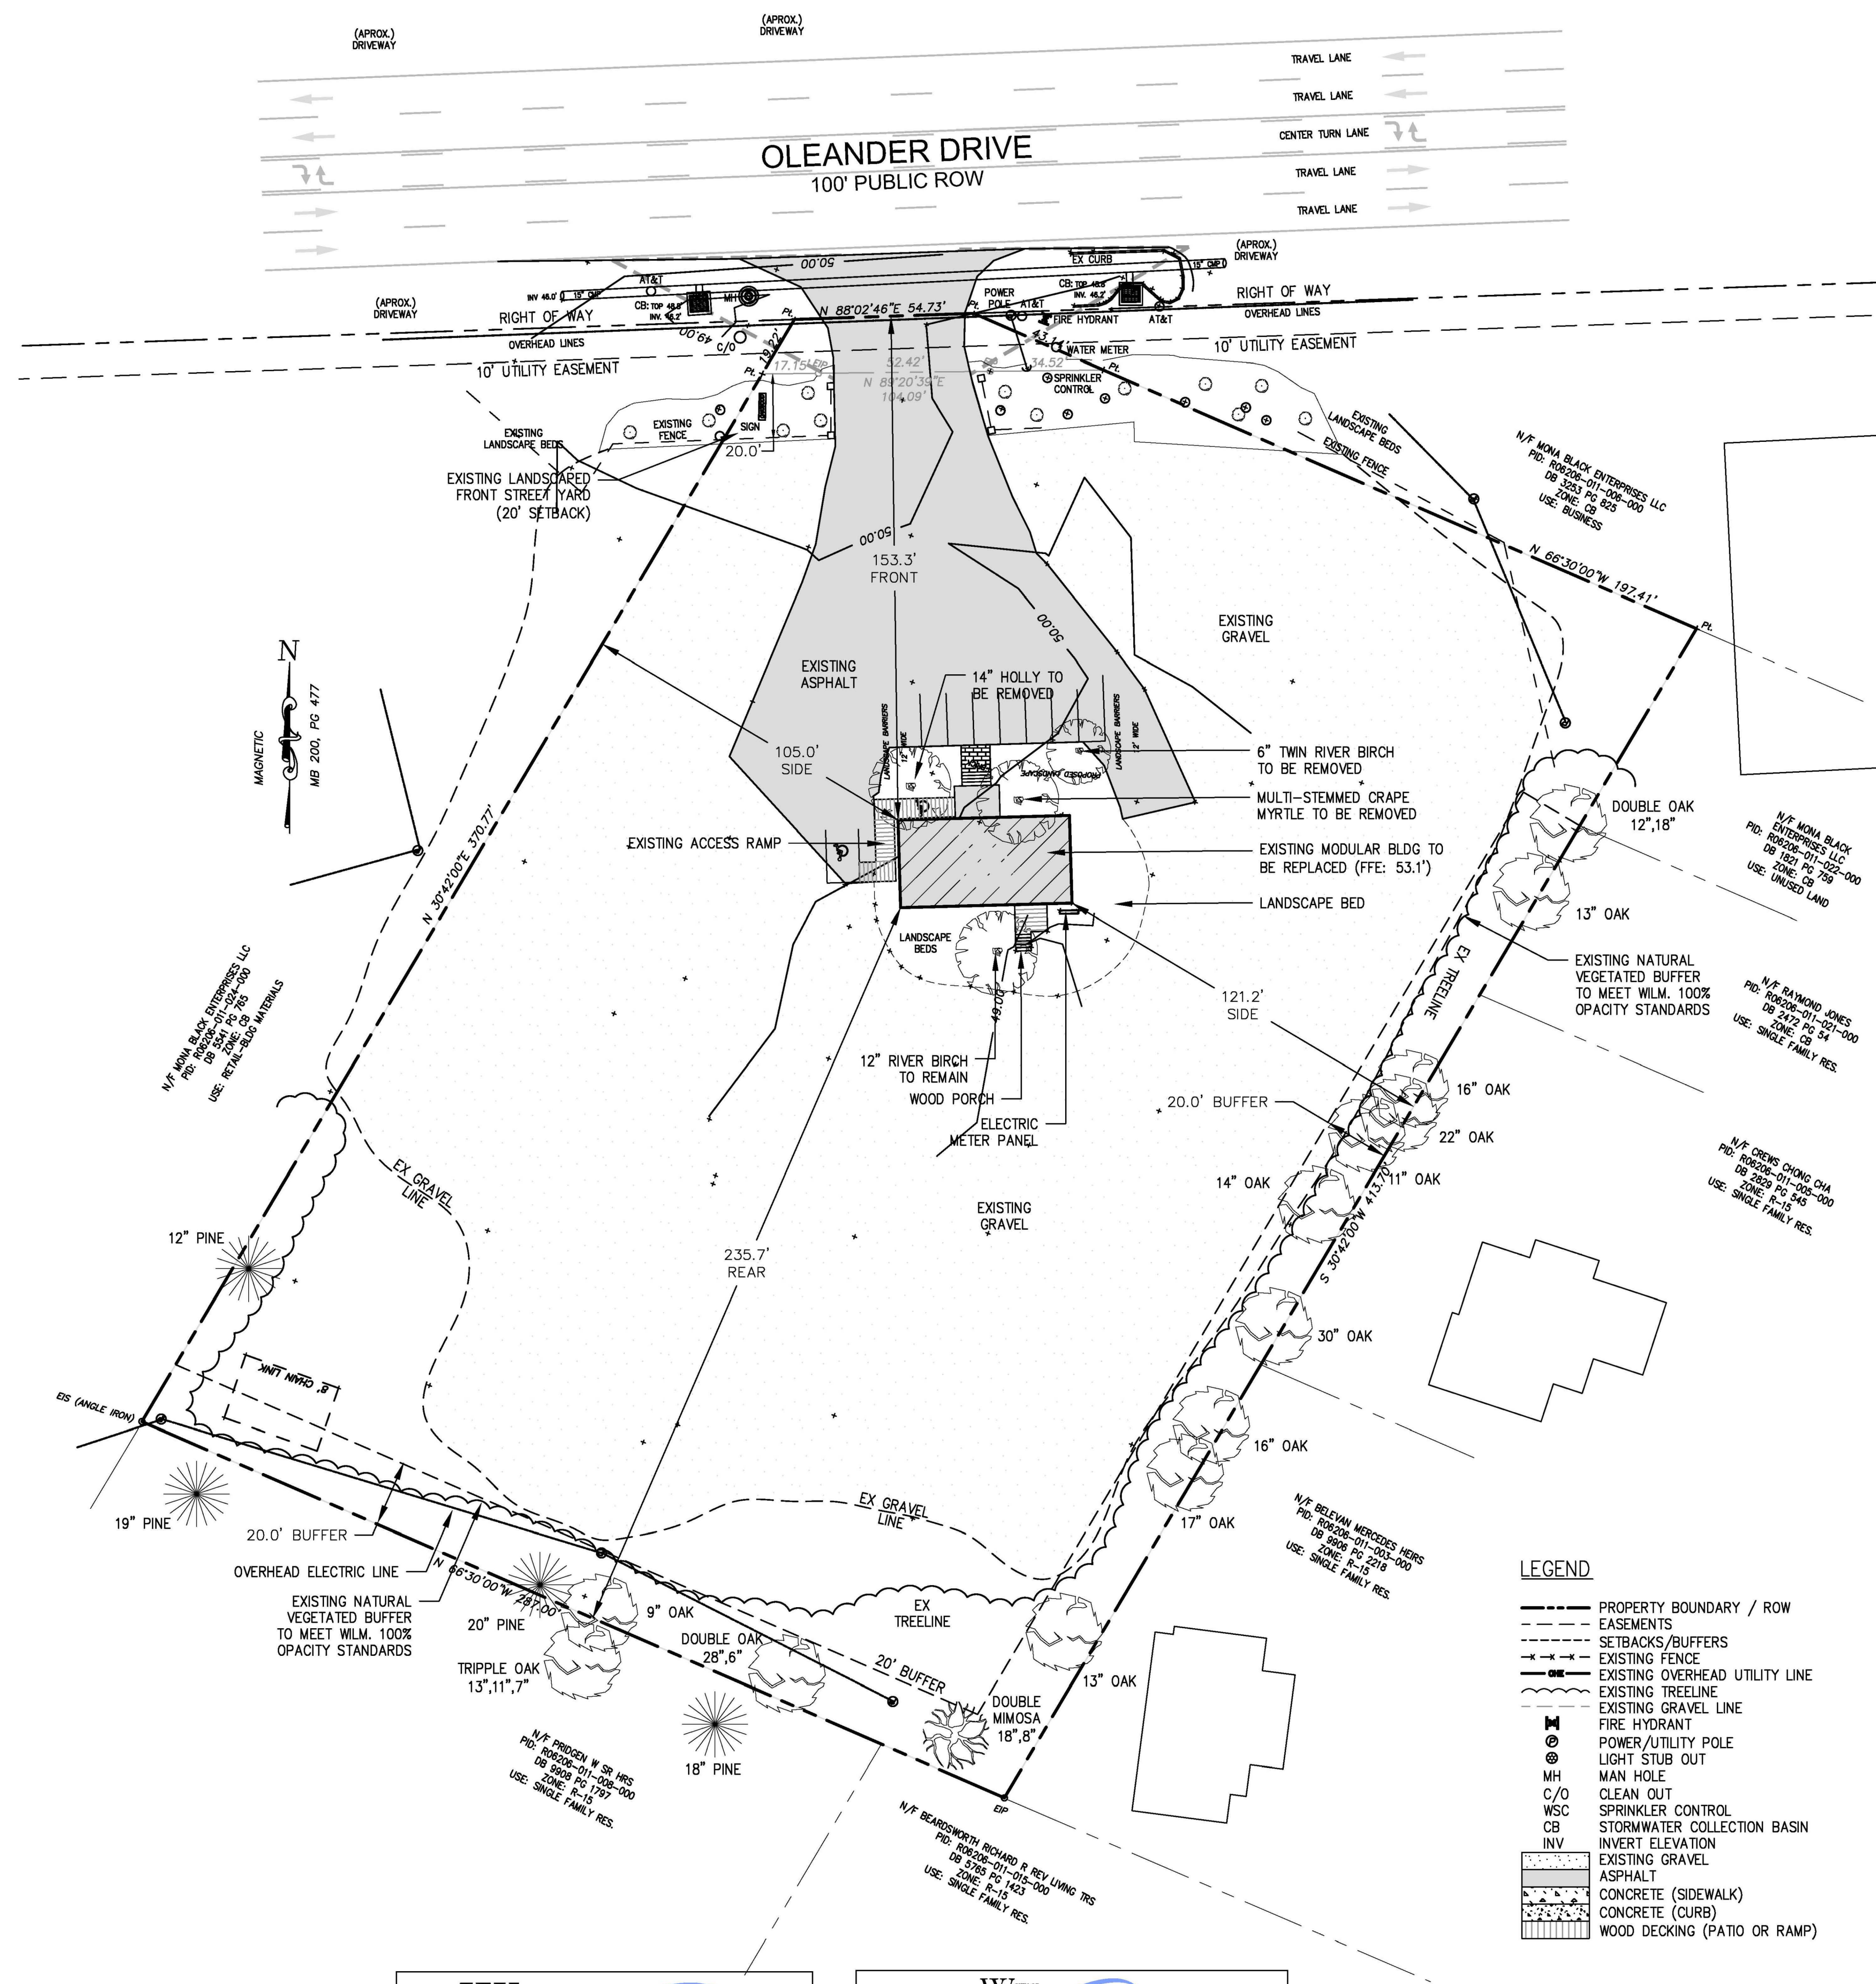 (APROX.)
DRIVEWAY
(APROX.)
DRIVEWAY
TRAVEL LANE
TRAVEL LANE
CENTER TURN LANE
TRAVEL LANE
TRAVEL LANE
OLEANDER DRIVE
100' PUBLIC ROW
(APROX.)
DRIVEWAY
(APROX.)
DRIVEWAY
50.00
EX CURB
15" CMP
AT&T
INV 46.0'
15" CMP
CB: TOP 48.8'
INV. 46.2'
MH
POWER
POLE
AT&T
CB: TOP 48.8'
INV. 46.2'
AT&T
FIRE HYDRANT
RIGHT OF WAY
OVERHEAD LINES
RIGHT OF WAY
OVERHEAD LINES
Pt.
N 88°02'46"E 54.73'
Pt.
49.00
C/O
19.22'
WATER METER
10' UTILITY EASEMENT
10' UTILITY EASEMENT
Pt.
17.15'
EIP
52.42'
34.52'
Pt.
N 89°20'39"E
104.09'
SPRINKLER
CONTROL
EXISTING
LANDSCAPE BEDS
EXISTING
FENCE
SIGN
20.0'
EXISTING
LANDSCAPE BEDS
EXISTING FENCE
EXISTING LANDSCAPED
FRONT STREET YARD
(20' SETBACK)
N/F MONA BLACK ENTERPRISES LLC
PID: R06206-011-006-000
DB 3253 PG 825
ZONE: CB
USE: BUSINESS
N 66°30'00"W 197.41'
Pt.
50.00
153.3'
FRONT
50.00
EXISTING
GRAVEL
EXISTING
ASPHALT
14" HOLLY TO
BE REMOVED
N
MAGNETIC
MB 200, PG 477
105.0'
SIDE
LANDSCAPE BARRIERS
12' WIDE
LANDSCAPE BARRIERS
12' WIDE
PROPOSED LANDSCAPE
6" TWIN RIVER BIRCH
TO BE REMOVED
MULTI-STEMMED CRAPE
MYRTLE TO BE REMOVED
EXISTING ACCESS RAMP
EXISTING MODULAR BLDG TO
BE REPLACED (FFE: 53.1')
LANDSCAPE BED
LANDSCAPE
BEDS
49.00
N 30°42'00"E 370.77'
DOUBLE OAK
12",18"
N/F MONA BLACK
ENTERPRISES LLC
PID: R06206-011-022-000
DB 1821 PG 759
ZONE: CB
USE: UNUSED LAND
13" OAK
EX TREELINE
EXISTING NATURAL
VEGETATED BUFFER
TO MEET WILM. 100%
OPACITY STANDARDS
N/F RAYMOND JONES
PID: R06206-011-021-000
DB 2472 PG 54
ZONE: CB
USE: SINGLE FAMILY RES.
N/F MONA BLACK ENTERPRISES LLC
PID: R06206-011-024-000
DB 5541 PG 765
ZONE: CB
USE: RETAIL-BLDG MATERIALS
121.2'
SIDE
12" RIVER BIRCH
TO REMAIN
WOOD PORCH
ELECTRIC
METER PANEL
20.0' BUFFER
16" OAK
22" OAK
11" OAK
14" OAK
S 30°42'00"W 413.70'
N/F CREWS CHONG CHA
PID: R06206-011-005-000
DB 2829 PG 545
ZONE: R-15
USE: SINGLE FAMILY RES.
EX GRAVEL
LINE
EXISTING
GRAVEL
12" PINE
235.7'
REAR
30" OAK
8' CHAIN LINK
EIS (ANGLE IRON)
16" OAK
17" OAK
19" PINE
20.0' BUFFER
OVERHEAD ELECTRIC LINE
EX GRAVEL
LINE
N 66°30'00"W 287.00'
EXISTING NATURAL
VEGETATED BUFFER
TO MEET WILM. 100%
OPACITY STANDARDS
20" PINE
9" OAK
EX
TREELINE
N/F BELEVAN MERCEDES HEIRS
PID: R06206-011-003-000
DB 9906 PG 2218
ZONE: R-15
USE: SINGLE FAMILY RES.
TRIPPLE OAK
13",11",7"
DOUBLE OAK
28",6"
20' BUFFER
13" OAK
DOUBLE
MIMOSA
18",8"
18" PINE
N/F PRIDGEN W SR HRS
PID: R06206-011-008-000
DB 9908 PG 1797
ZONE: R-15
USE: SINGLE FAMILY RES.
EIP
N/F BEARDSWORTH RICHARD R REV LIVING TRS
PID: R06206-011-015-000
DB 5765 PG 1423
ZONE: R-15
USE: SINGLE FAMILY RES.
LEGEND
PROPERTY BOUNDARY / ROW
EASEMENTS
SETBACKS/BUFFERS
EXISTING FENCE
OHE EXISTING OVERHEAD UTILITY LINE
EXISTING TREELINE
EXISTING GRAVEL LINE
FIRE HYDRANT
POWER/UTILITY POLE
LIGHT STUB OUT
MH MAN HOLE
C/O CLEAN OUT
WSC SPRINKLER CONTROL
CB STORMWATER COLLECTION BASIN
INV INVERT ELEVATION
EXISTING GRAVEL
ASPHALT
CONCRETE (SIDEWALK)
CONCRETE (CURB)
WOOD DECKING (PATIO OR RAMP)